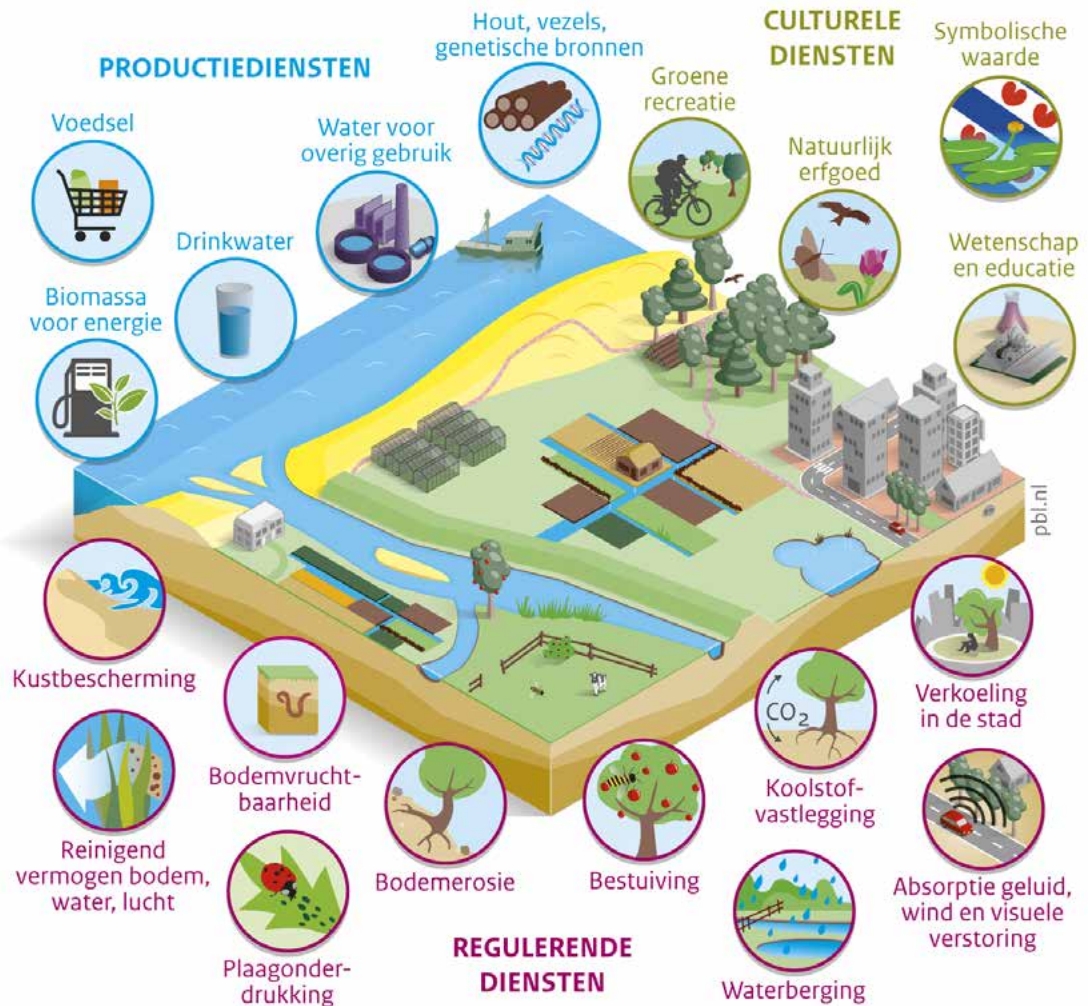 PRODUCTIEDIENSTEN
Voedsel
Biomassa
voor energie
Drinkwater
Water voor
overig gebruik
Hout, vezels,
genetische bronnen
CULTURELE
DIENSTEN
Groene
recreatie
Natuurlijk
erfgoed
Symbolische
waarde
Wetenschap
en educatie
pbl.nl
Kustbescherming
Reinigend
vermogen bodem,
water, lucht
Bodemvrucht-
baarheid
Plaagonder-
drukking
Bodemerosie
Bestuiving
CO2
Koolstof-
vastlegging
Waterberging
Verkoeling
in de stad
Absorptie geluid,
wind en visuele
verstoring
REGULERENDE
DIENSTEN